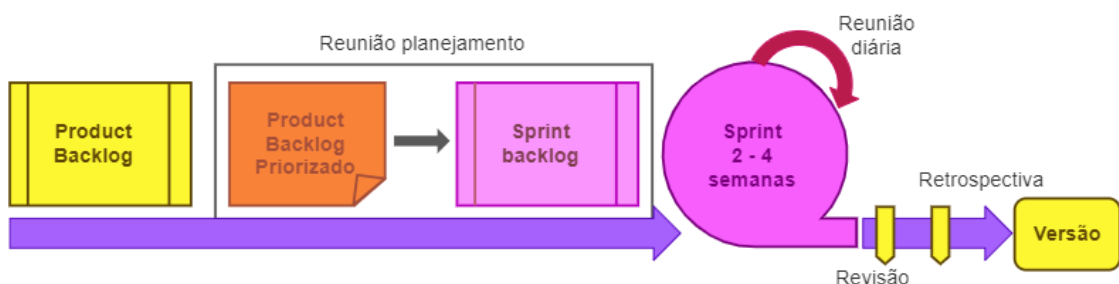 Reunião planejamento
Reunião
diária
Product
Backlog
Product
Backlog
Priorizado
Sprint
backlog
Sprint
2 - 4
semanas
Retrospectiva
Versão
Revisão